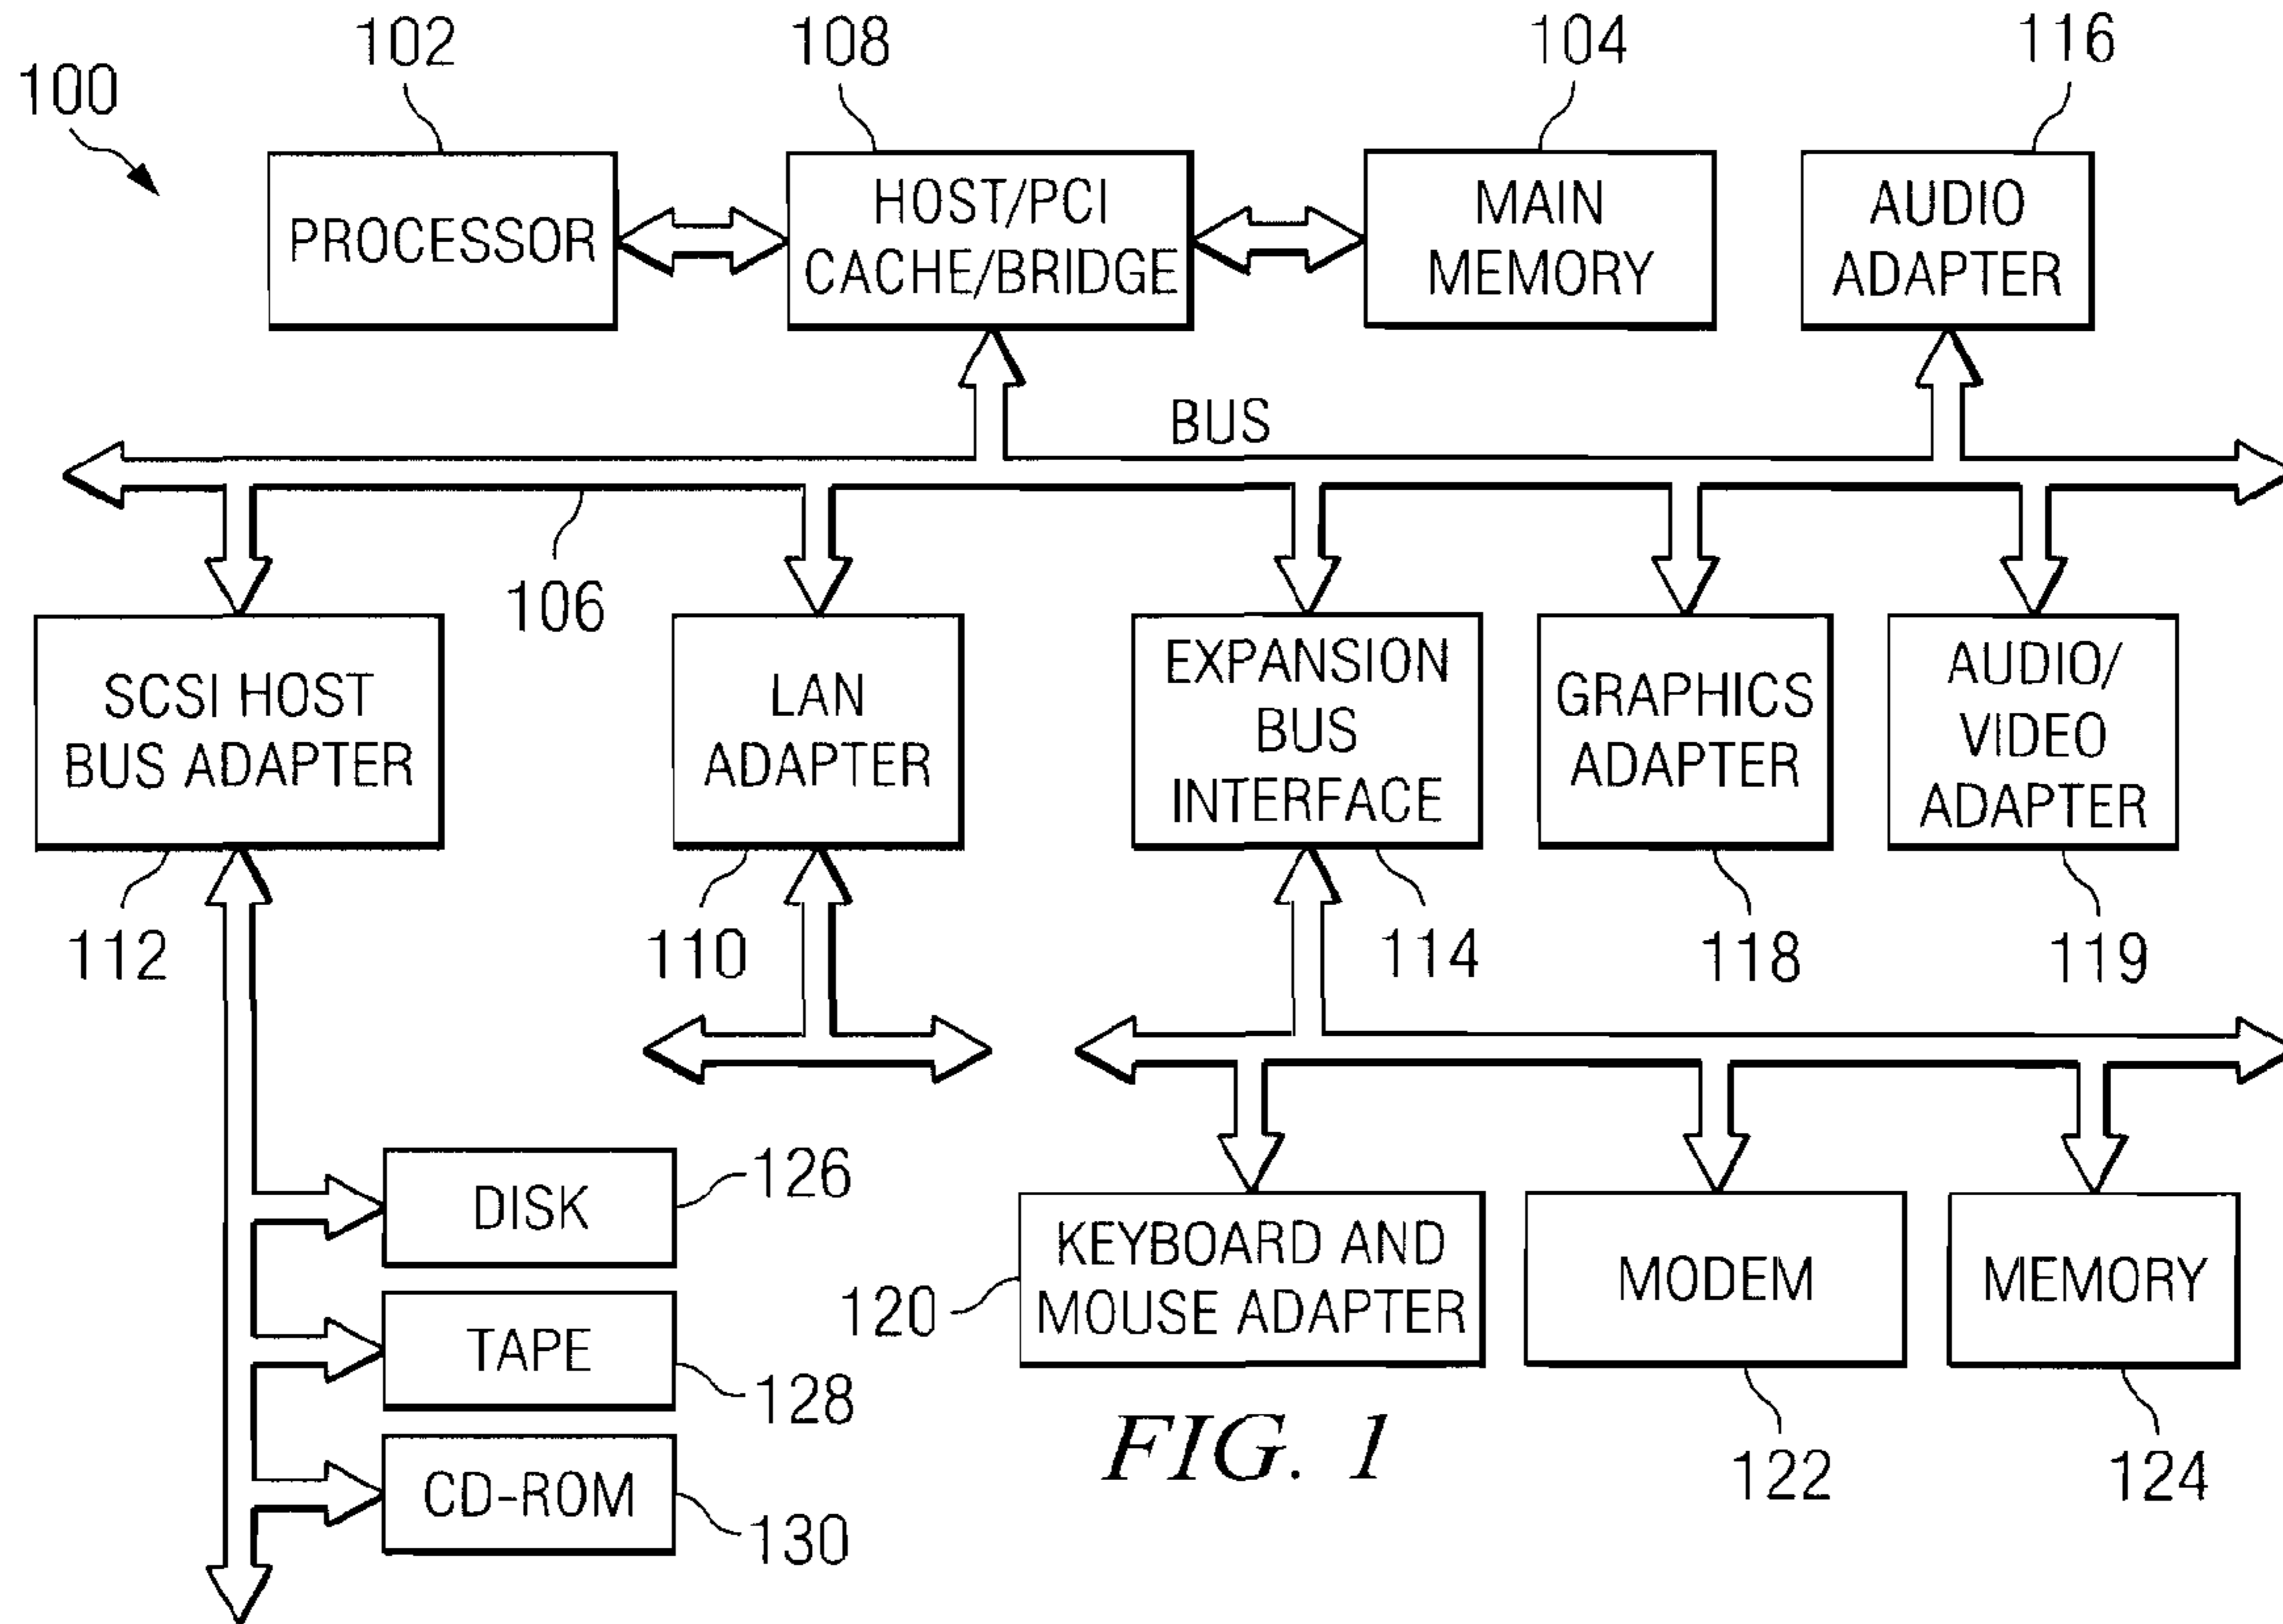 100
102
108
104
116
PROCESSOR
HOST/PCI
CACHE/BRIDGE
MAIN
MEMORY
AUDIO
ADAPTER
BUS
106
SCSI HOST
BUS ADAPTER
LAN
ADAPTER
EXPANSION
BUS
INTERFACE
GRAPHICS
ADAPTER
AUDIO/
VIDEO
ADAPTER
112
110
114
118
119
DISK
126
TAPE
128
CD-ROM
130
KEYBOARD AND
MOUSE ADAPTER
120
MODEM
122
MEMORY
124
FIG. 1